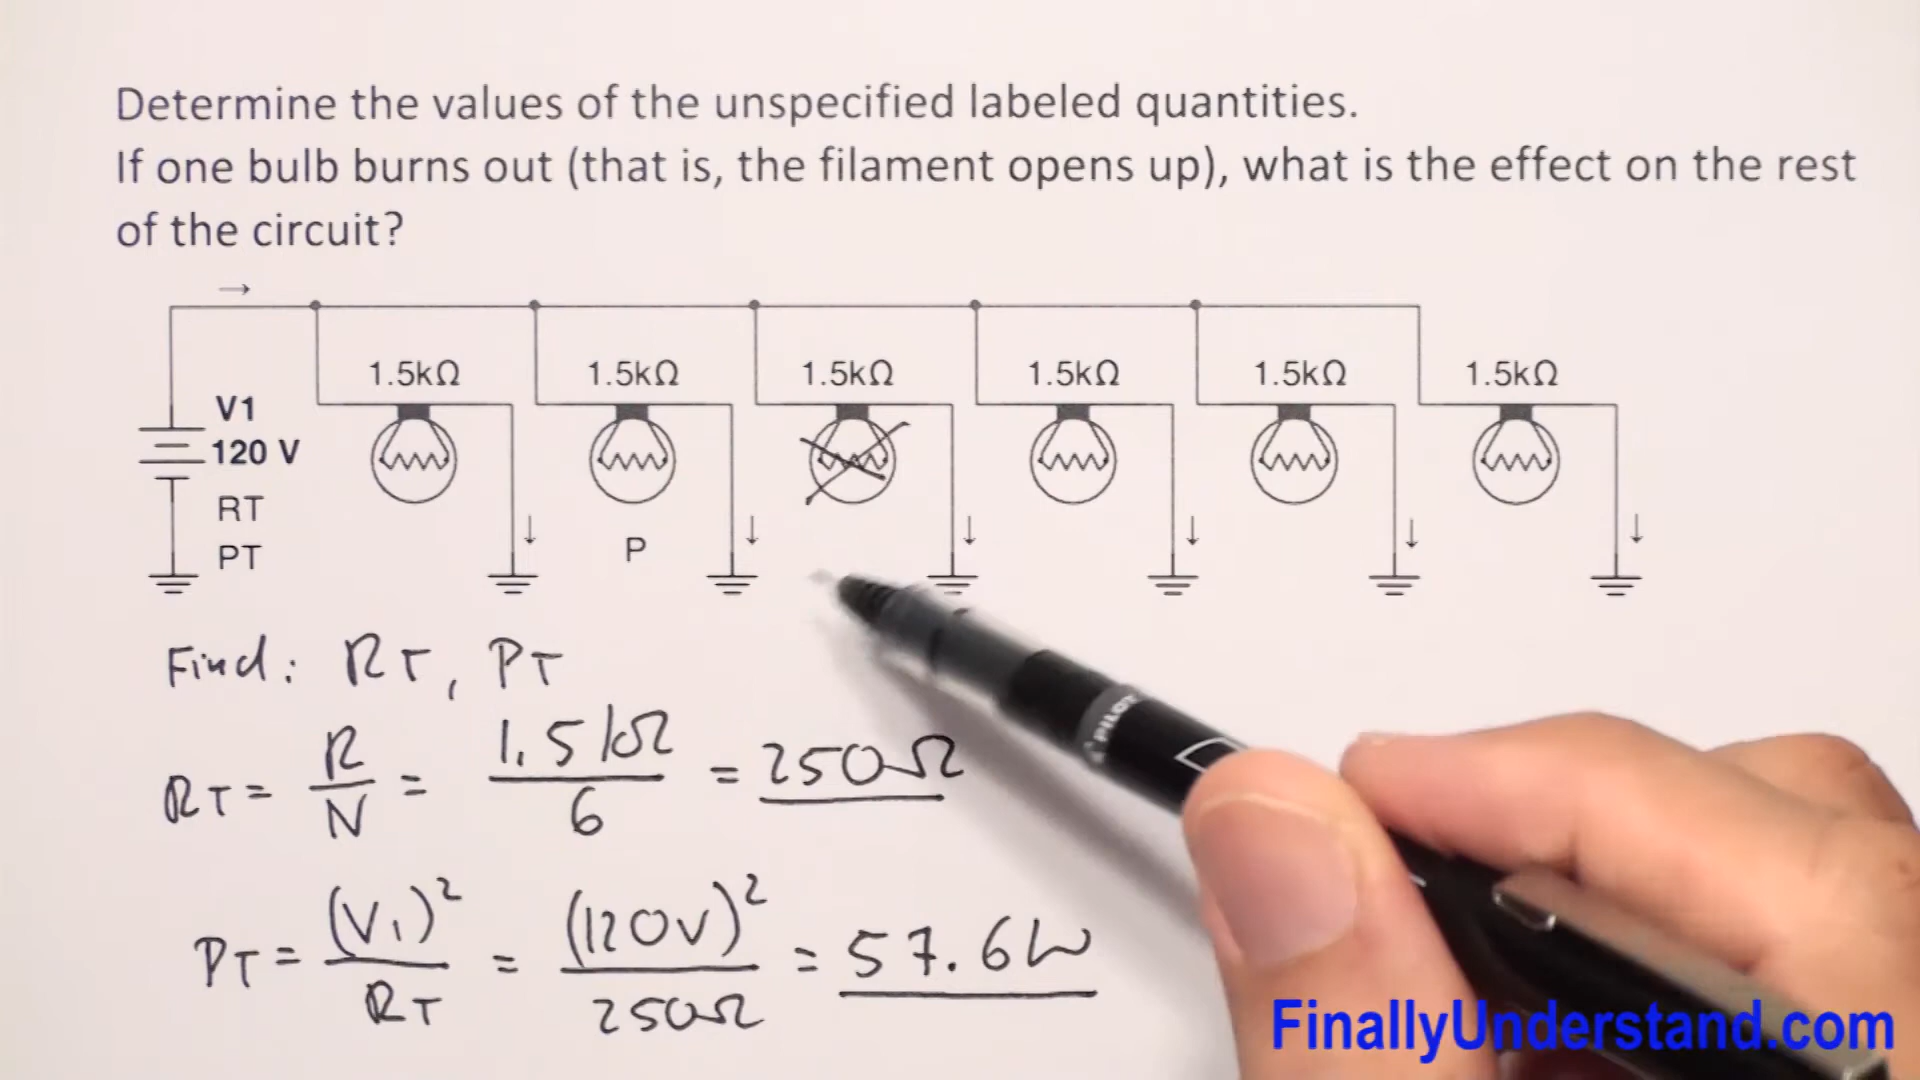 Determine the values of the unspecified labeled quantities.
If one bulb burns out (that is, the filament opens up), what is the effect on the rest
of the circuit?
→
1.5kΩ 1.5kΩ 1.5kΩ 1.5kΩ 1.5kΩ 1.5kΩ
V1
120 V
RT
PT
P
↓ ↓ ↓ ↓ ↓ ↓
Find: RT, PT
RT = R/N = 1.5kΩ/6 = 250Ω
PT = (V1)²/RT = (120V)²/250Ω = 57.6W
PILOT
FinallyUnderstand.com